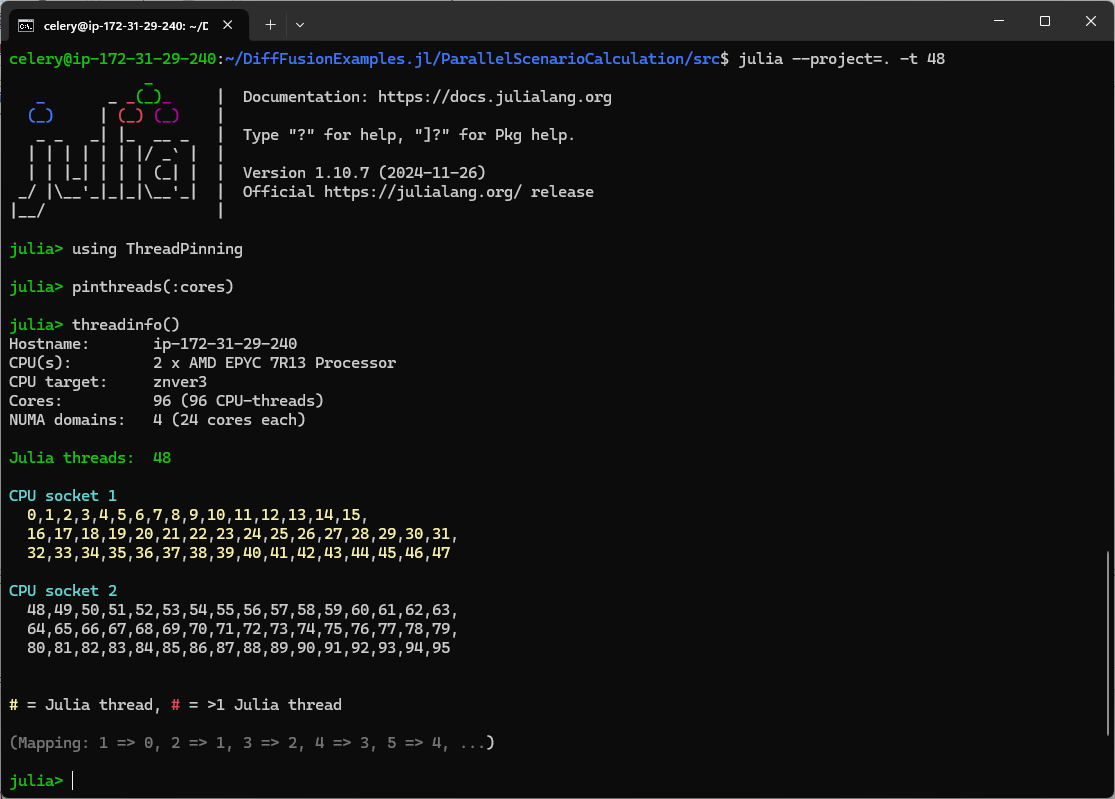 celery@ip-172-31-29-240: ~/D
celery@ip-172-31-29-240:~/DiffFusionExamples.jl/ParallelScenarioCalculation/src$ julia --project=. -t 48
               _
   _       _ _(_)_     |  Documentation: https://docs.julialang.org
  (_)     | (_) (_)    |
   _ _   _| |_  __ _   |  Type "?" for help, "]?" for Pkg help.
  | | | | | | |/ _` |  |
  | | |_| | | | (_| |  |  Version 1.10.7 (2024-11-26)
 _/ |\__'_|_|_|\__'_|  |  Official https://julialang.org/ release
|__/                   |
julia> using ThreadPinning
julia> pinthreads(:cores)
julia> threadinfo()
Hostname:       ip-172-31-29-240
CPU(s):         2 x AMD EPYC 7R13 Processor
CPU target:     znver3
Cores:          96 (96 CPU-threads)
NUMA domains:   4 (24 cores each)
Julia threads:  48
CPU socket 1
  0,1,2,3,4,5,6,7,8,9,10,11,12,13,14,15,
  16,17,18,19,20,21,22,23,24,25,26,27,28,29,30,31,
  32,33,34,35,36,37,38,39,40,41,42,43,44,45,46,47
CPU socket 2
  48,49,50,51,52,53,54,55,56,57,58,59,60,61,62,63,
  64,65,66,67,68,69,70,71,72,73,74,75,76,77,78,79,
  80,81,82,83,84,85,86,87,88,89,90,91,92,93,94,95
# = Julia thread, # = >1 Julia thread
(Mapping: 1 => 0, 2 => 1, 3 => 2, 4 => 3, 5 => 4, ...)
julia>